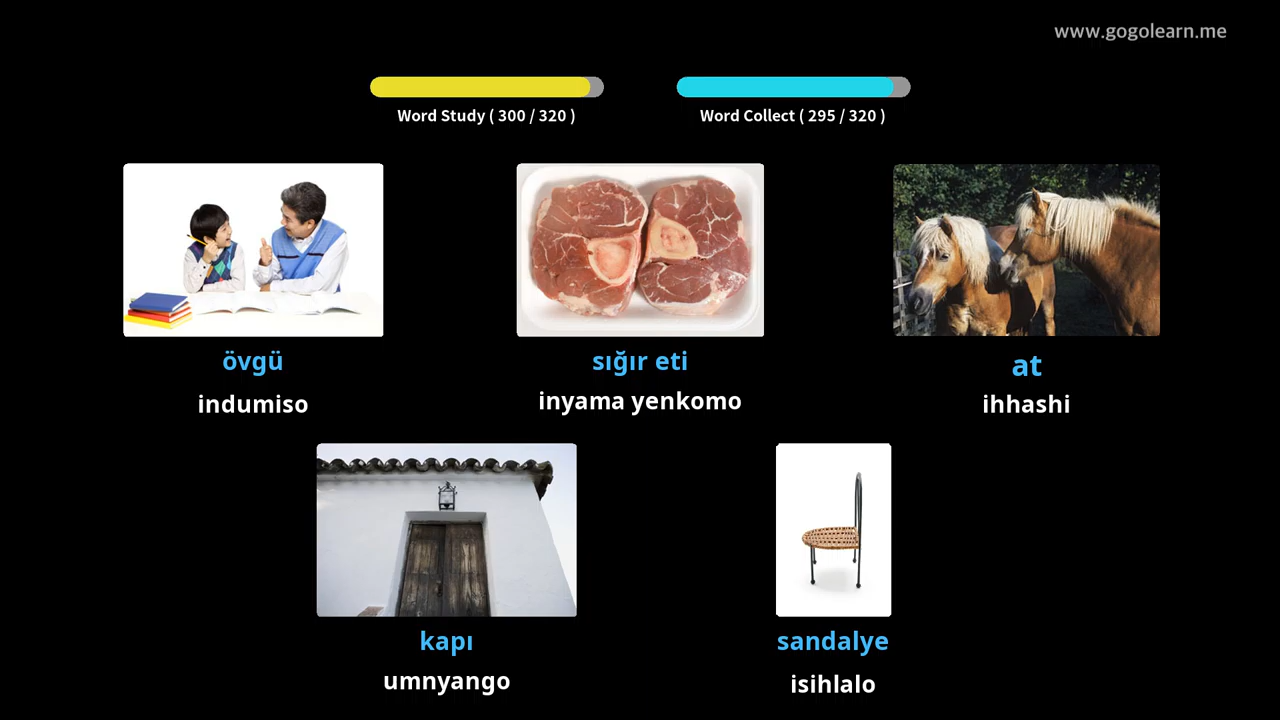 www.gogolearn.me
Word Study ( 300 / 320 )
Word Collect ( 295 / 320 )
övgü
indumiso
sığır eti
inyama yenkomo
at
ihhashi
kapı
umnyango
sandalye
isihlalo